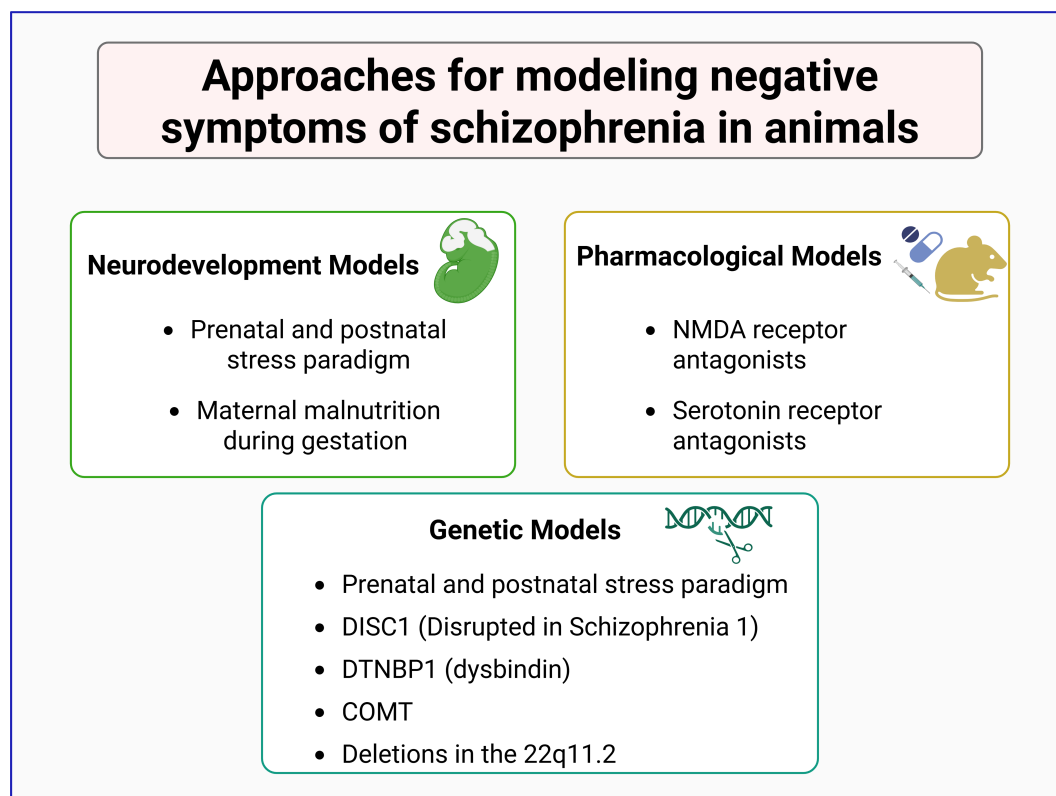 Approaches for modeling negative
symptoms of schizophrenia in animals
Neurodevelopment Models
• Prenatal and postnatal
stress paradigm
• Maternal malnutrition
during gestation
Pharmacological Models
• NMDA receptor
antagonists
• Serotonin receptor
antagonists
Genetic Models
• Prenatal and postnatal stress paradigm
• DISC1 (Disrupted in Schizophrenia 1)
• DTNBP1 (dysbindin)
• COMT
• Deletions in the 22q11.2